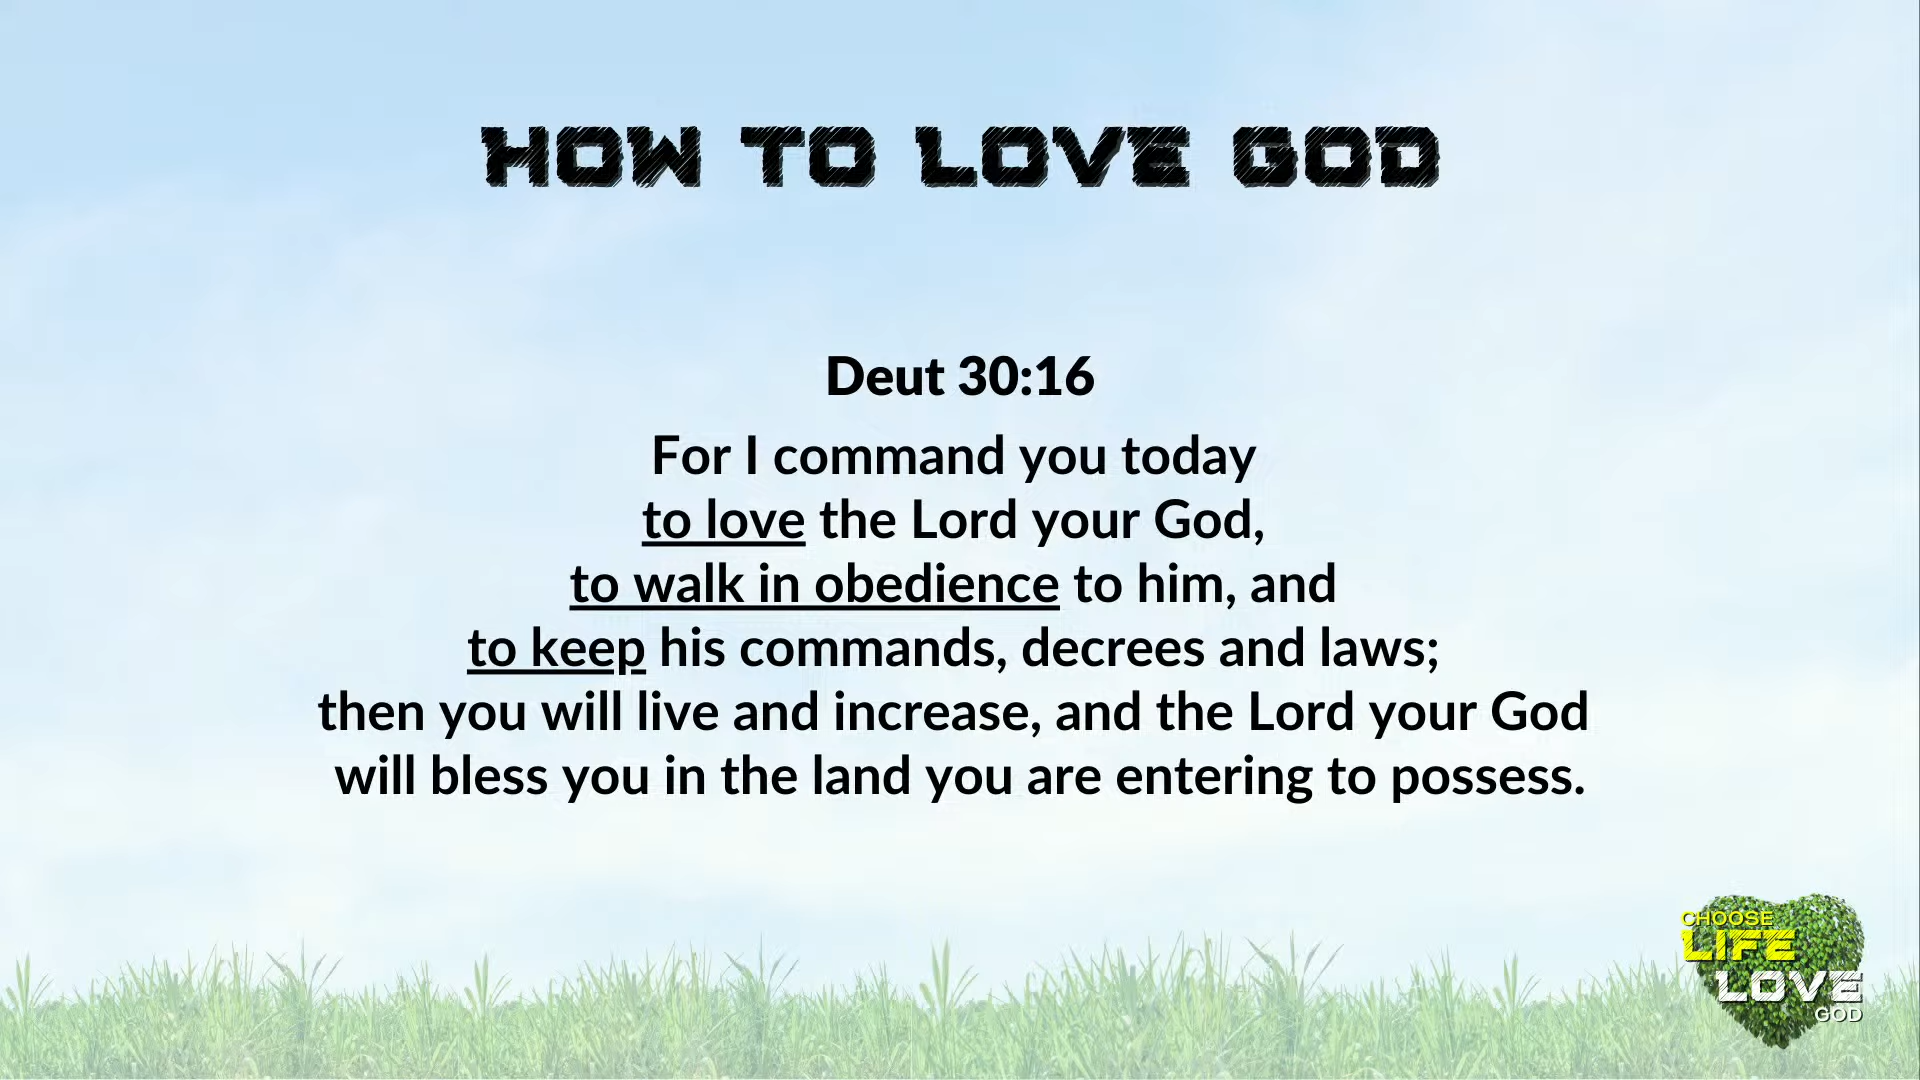 HOW TO LOVE GOD
Deut 30:16
For I command you today
to love the Lord your God,
to walk in obedience to him, and
to keep his commands, decrees and laws;
then you will live and increase, and the Lord your God
will bless you in the land you are entering to possess.
CHOOSE
LIFE
LOVE
GOD